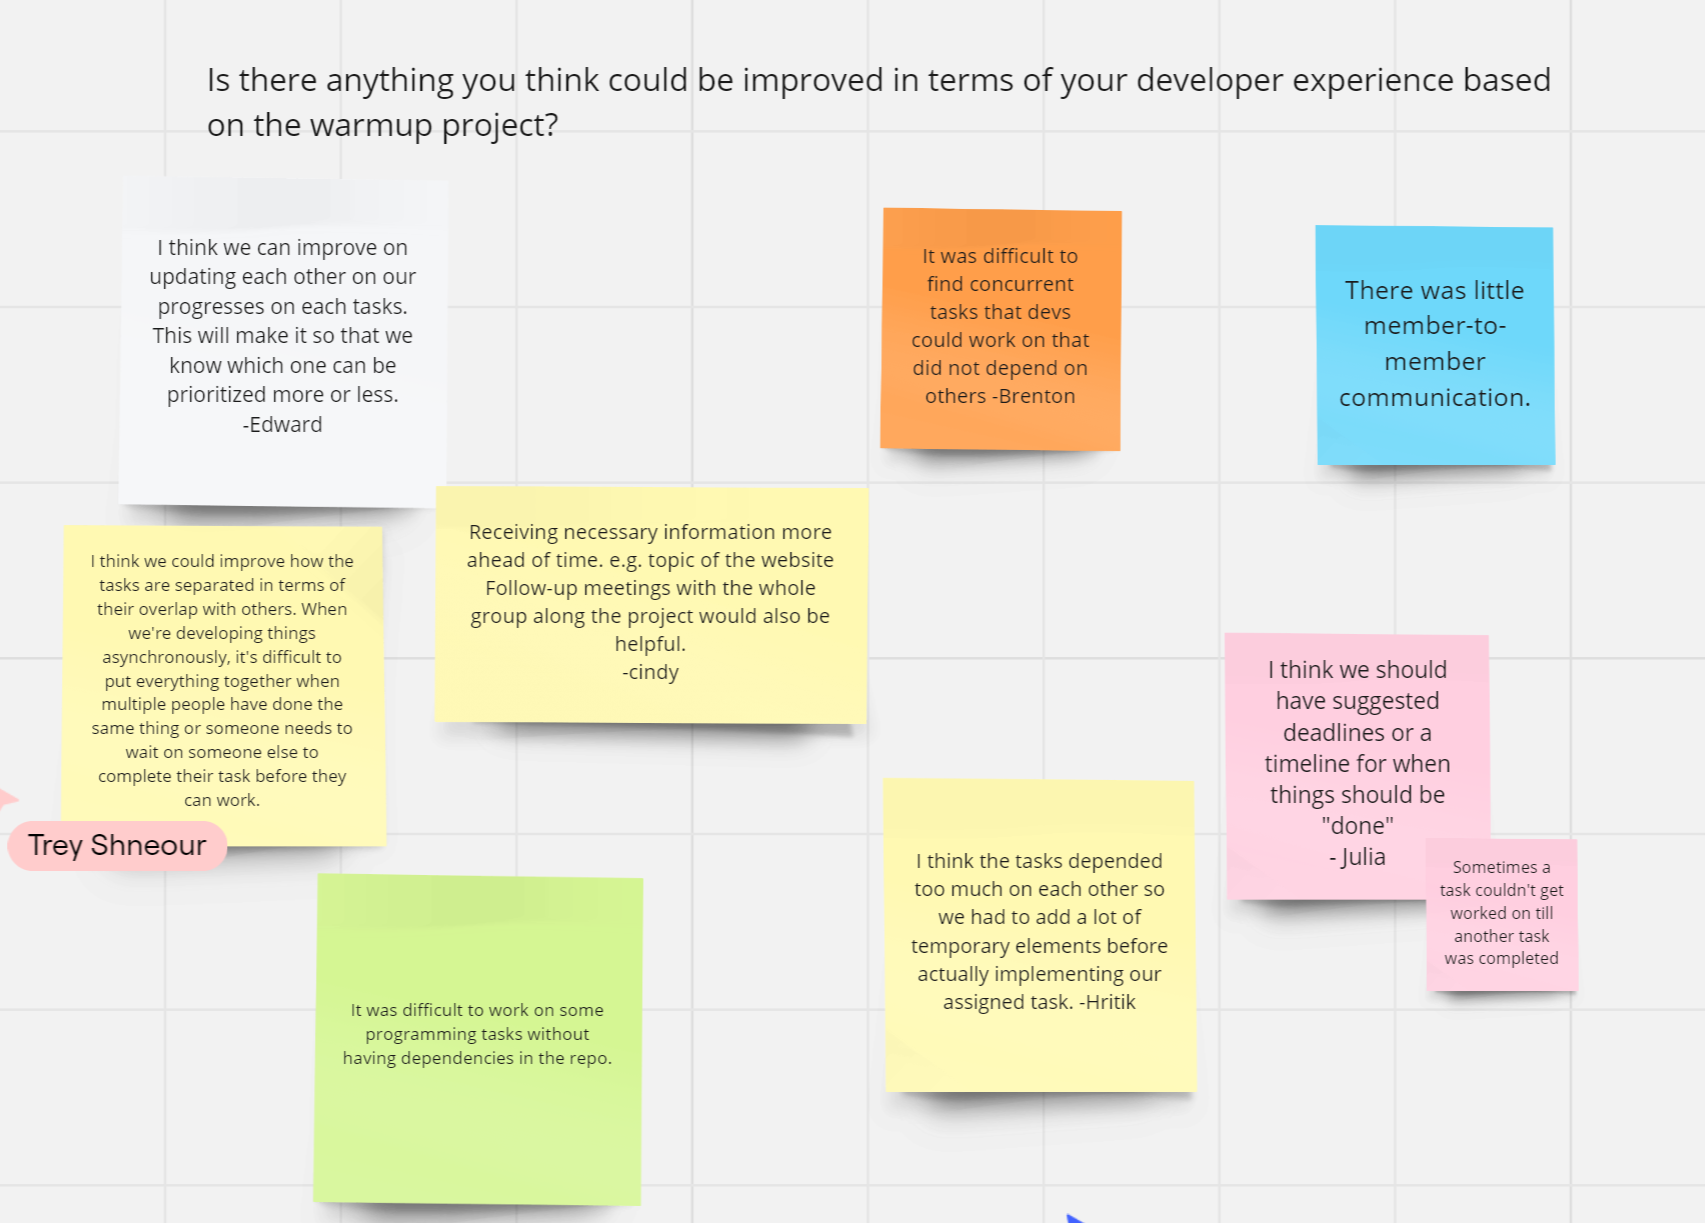 Is there anything you think could be improved in terms of your developer experience based
on the warmup project?
I think we can improve on
updating each other on our
progresses on each tasks.
This will make it so that we
know which one can be
prioritized more or less.
-Edward
It was difficult to
find concurrent
tasks that devs
could work on that
did not depend on
others -Brenton
There was little
member-to-
member
communication.
I think we could improve how the
tasks are separated in terms of
their overlap with others. When
we're developing things
asynchronously, it's difficult to
put everything together when
multiple people have done the
same thing or someone needs to
wait on someone else to
complete their task before they
can work.
Trey Shneour
Receiving necessary information more
ahead of time. e.g. topic of the website
Follow-up meetings with the whole
group along the project would also be
helpful.
-cindy
I think we should
have suggested
deadlines or a
timeline for when
things should be
"done"
- Julia
Sometimes a
task couldn't get
worked on till
another task
was completed
I think the tasks depended
too much on each other so
we had to add a lot of
temporary elements before
actually implementing our
assigned task. -Hritik
It was difficult to work on some
programming tasks without
having dependencies in the repo.